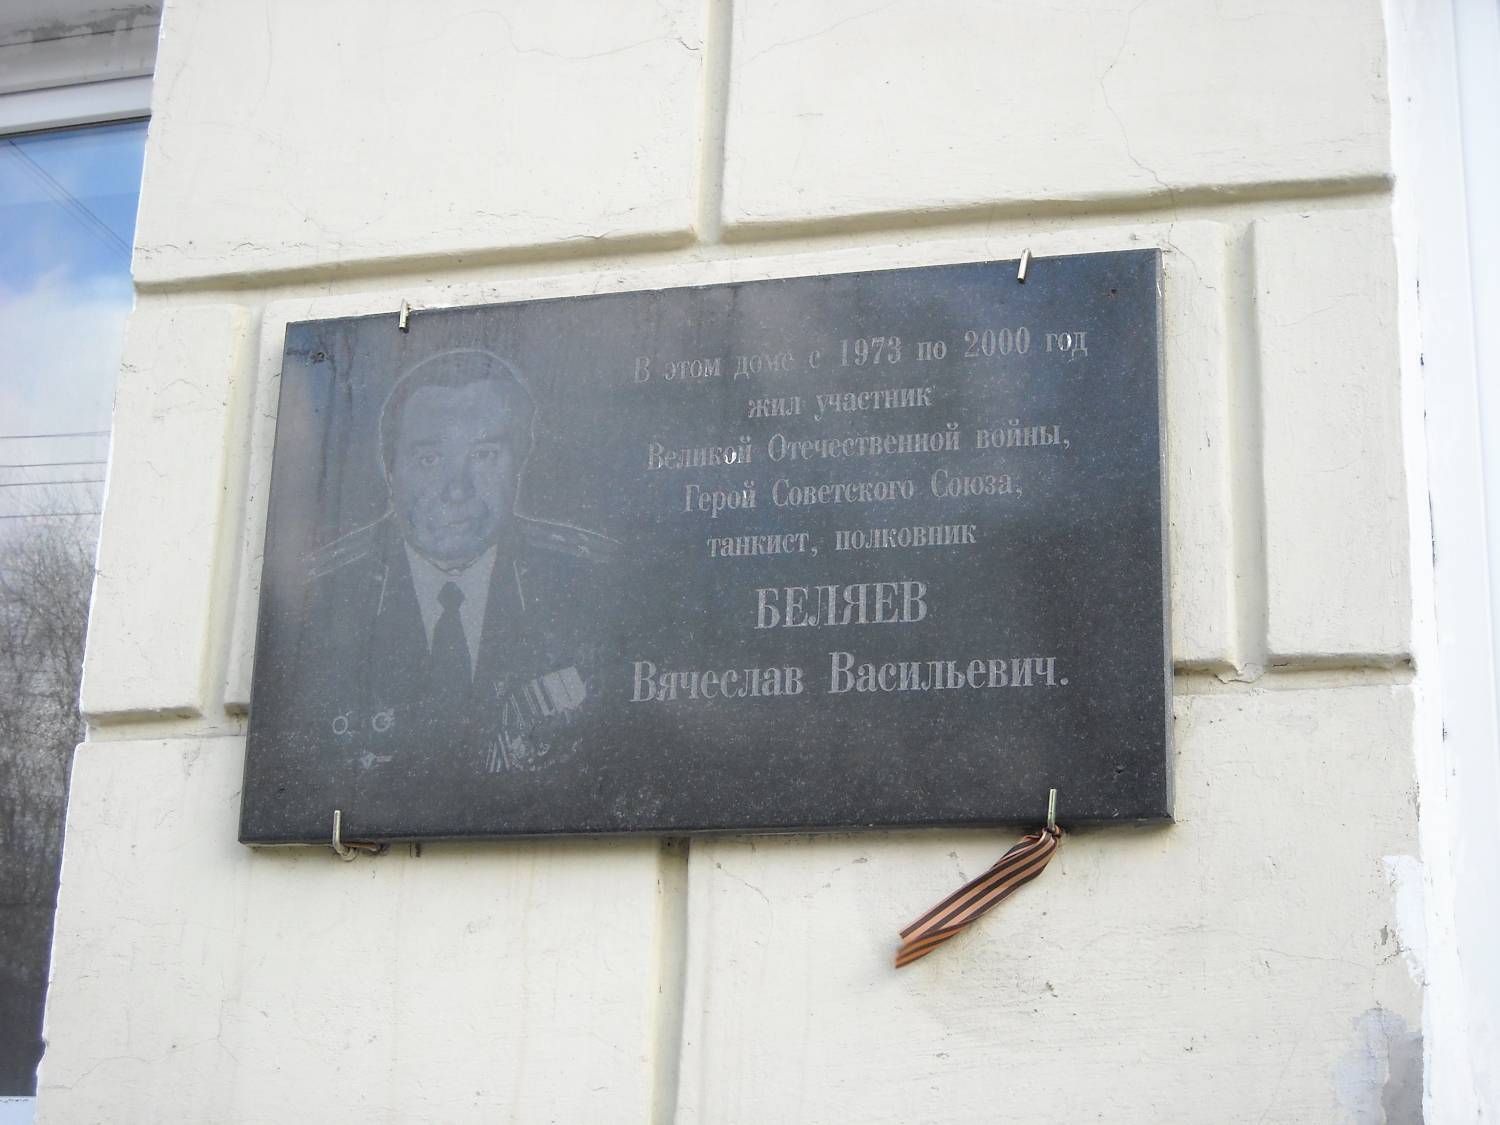 В этом доме с 1973 по 2000 год
жил участник
Великой Отечественной войны,
Герой Советского Союза,
танкист, полковник
БЕЛЯЕВ
Вячеслав Васильевич.